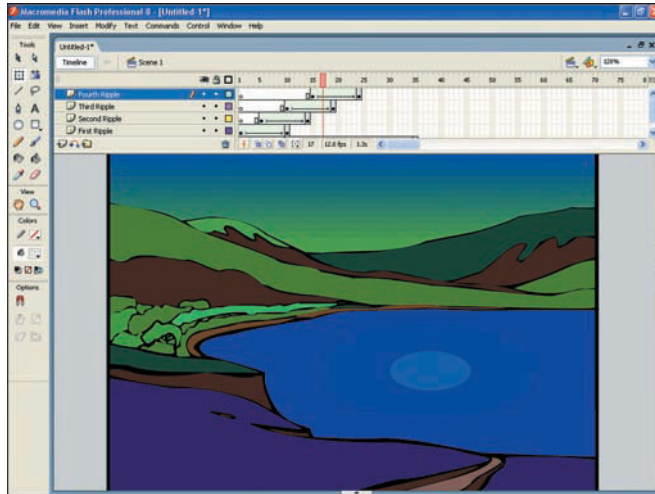 Macromedia Flash Professional 8 - [Untitled-1*]
File Edit View Insert Modify Text Commands Control Window Help
Tools
Untitled-1*
Timeline Scene 1 120%
1 5 10 15 20 25 30 35 40 45 50 55 60 65 70 75 8
Fourth Ripple
Third Ripple
Second Ripple
First Ripple
17 12.0 fps 1.3s
View
Colors
Options
A